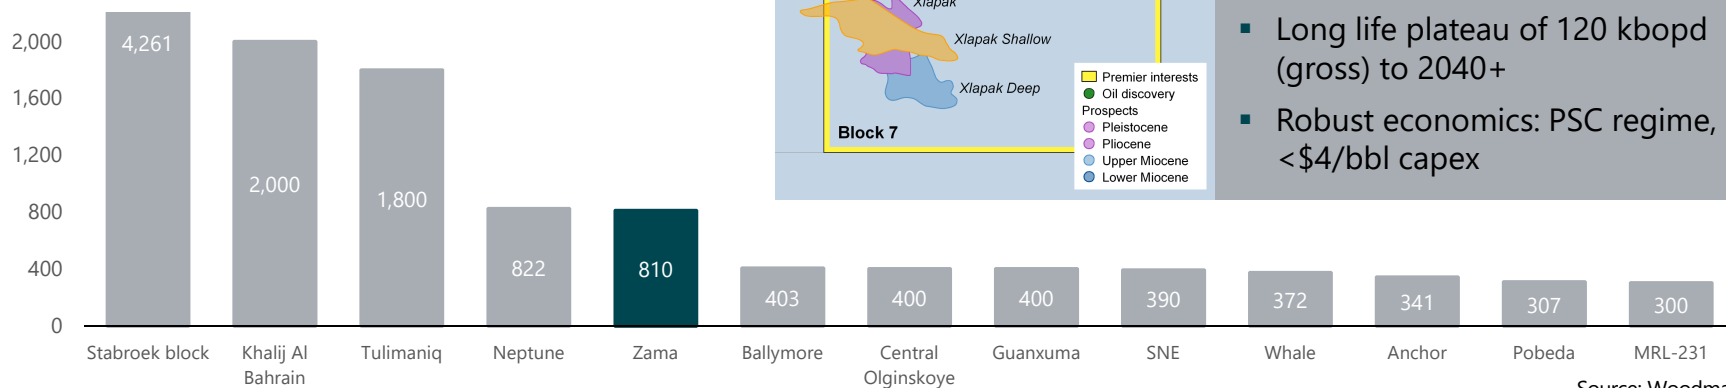 2,000
1,600
1,200
800
400
0
4,261
2,000
1,800
822
810
403
400
400
390
372
341
307
300
Stabroek block
Khalij Al
Bahrain
Tulimaniq
Neptune
Zama
Ballymore
Central
Olginskoye
Guanxuma
SNE
Whale
Anchor
Pobeda
MRL-231
Xlapak
Xlapak Shallow
Xlapak Deep
Block 7
Premier interests
Oil discovery
Prospects
Pleistocene
Pliocene
Upper Miocene
Lower Miocene
▪ Long life plateau of 120 kbopd
(gross) to 2040+
▪ Robust economics: PSC regime,
<$4/bbl capex
Source: